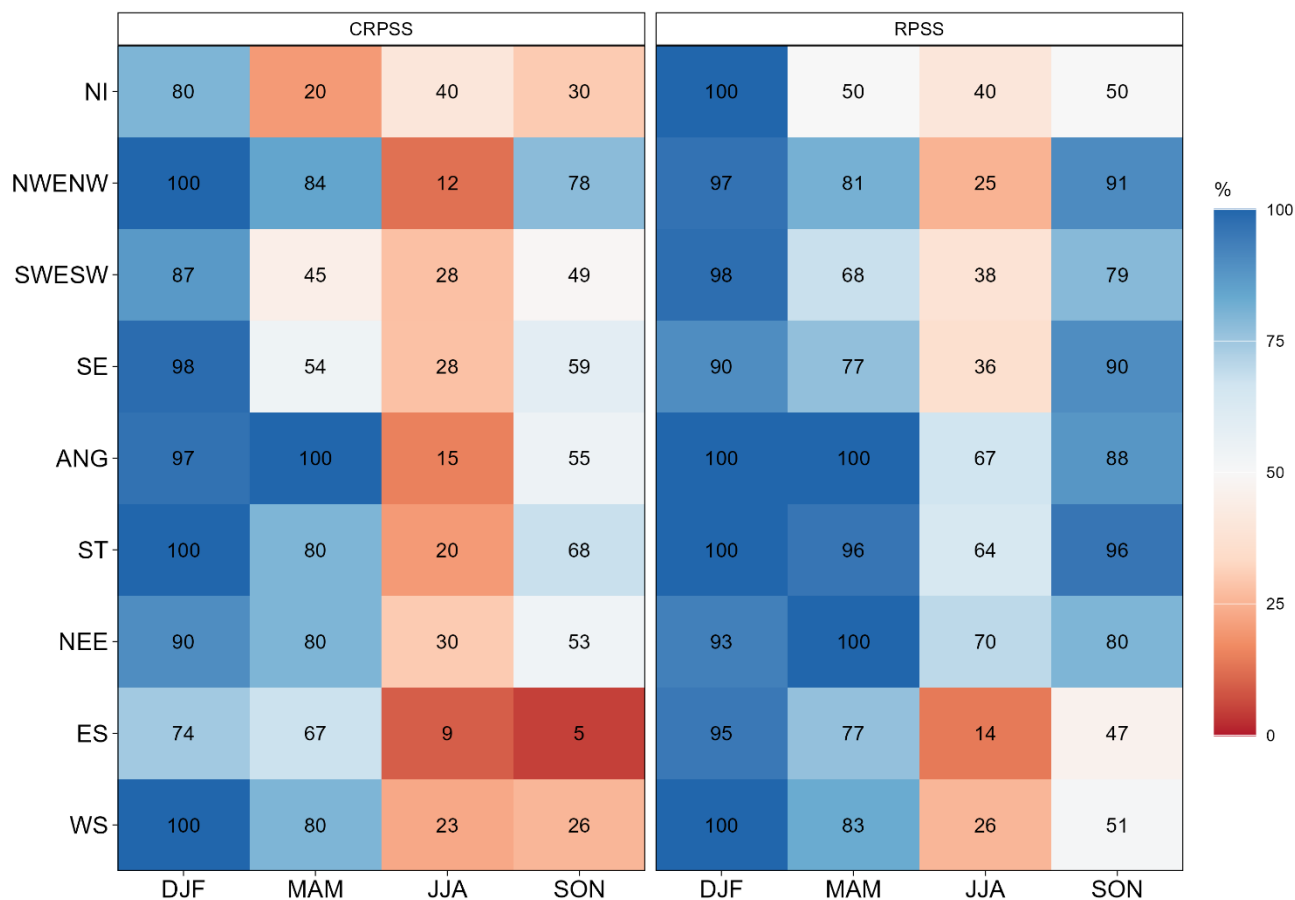 CRPSS RPSS
NI 80 20 40 30 100 50 40 50
NWENW 100 84 12 78 97 81 25 91
SWESW 87 45 28 49 98 68 38 79
SE 98 54 28 59 90 77 36 90
ANG 97 100 15 55 100 100 67 88
ST 100 80 20 68 100 96 64 96
NEE 90 80 30 53 93 100 70 80
ES 74 67 9 5 95 77 14 47
WS 100 80 23 26 100 83 26 51
DJF MAM JJA SON DJF MAM JJA SON
%
100
75
50
25
0